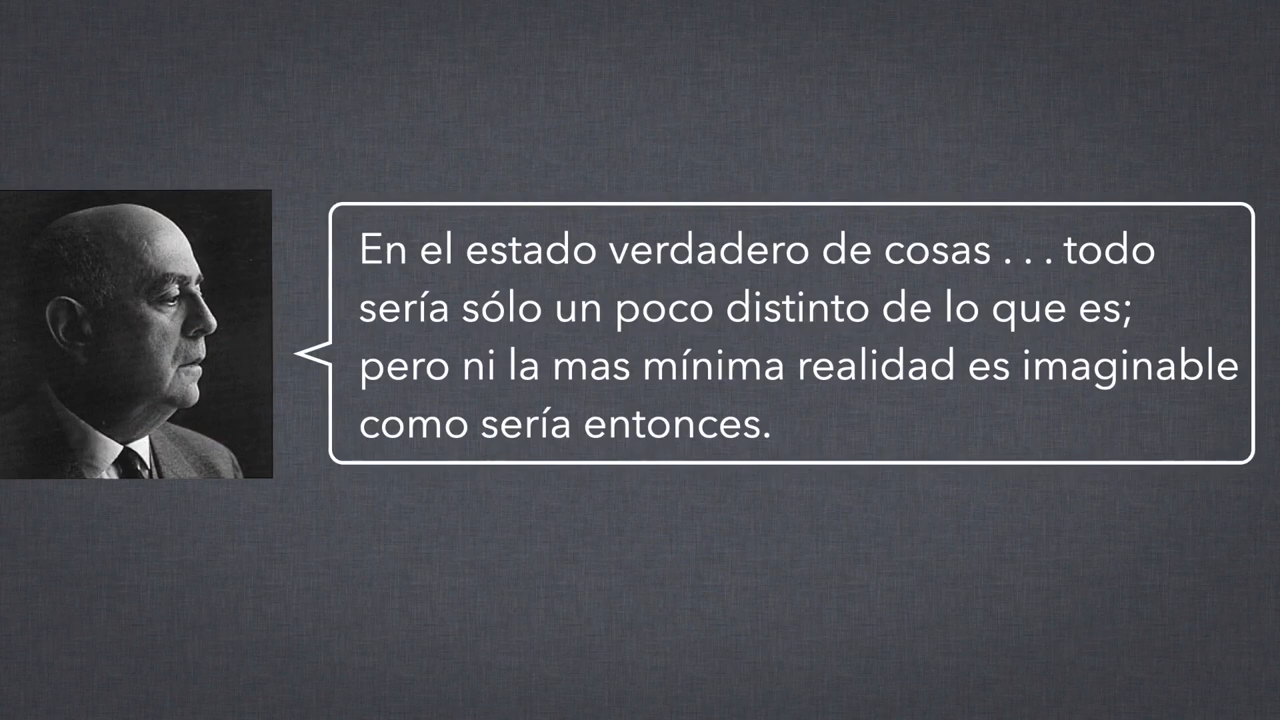 En el estado verdadero de cosas . . . todo
sería sólo un poco distinto de lo que es;
pero ni la mas mínima realidad es imaginable
como sería entonces.